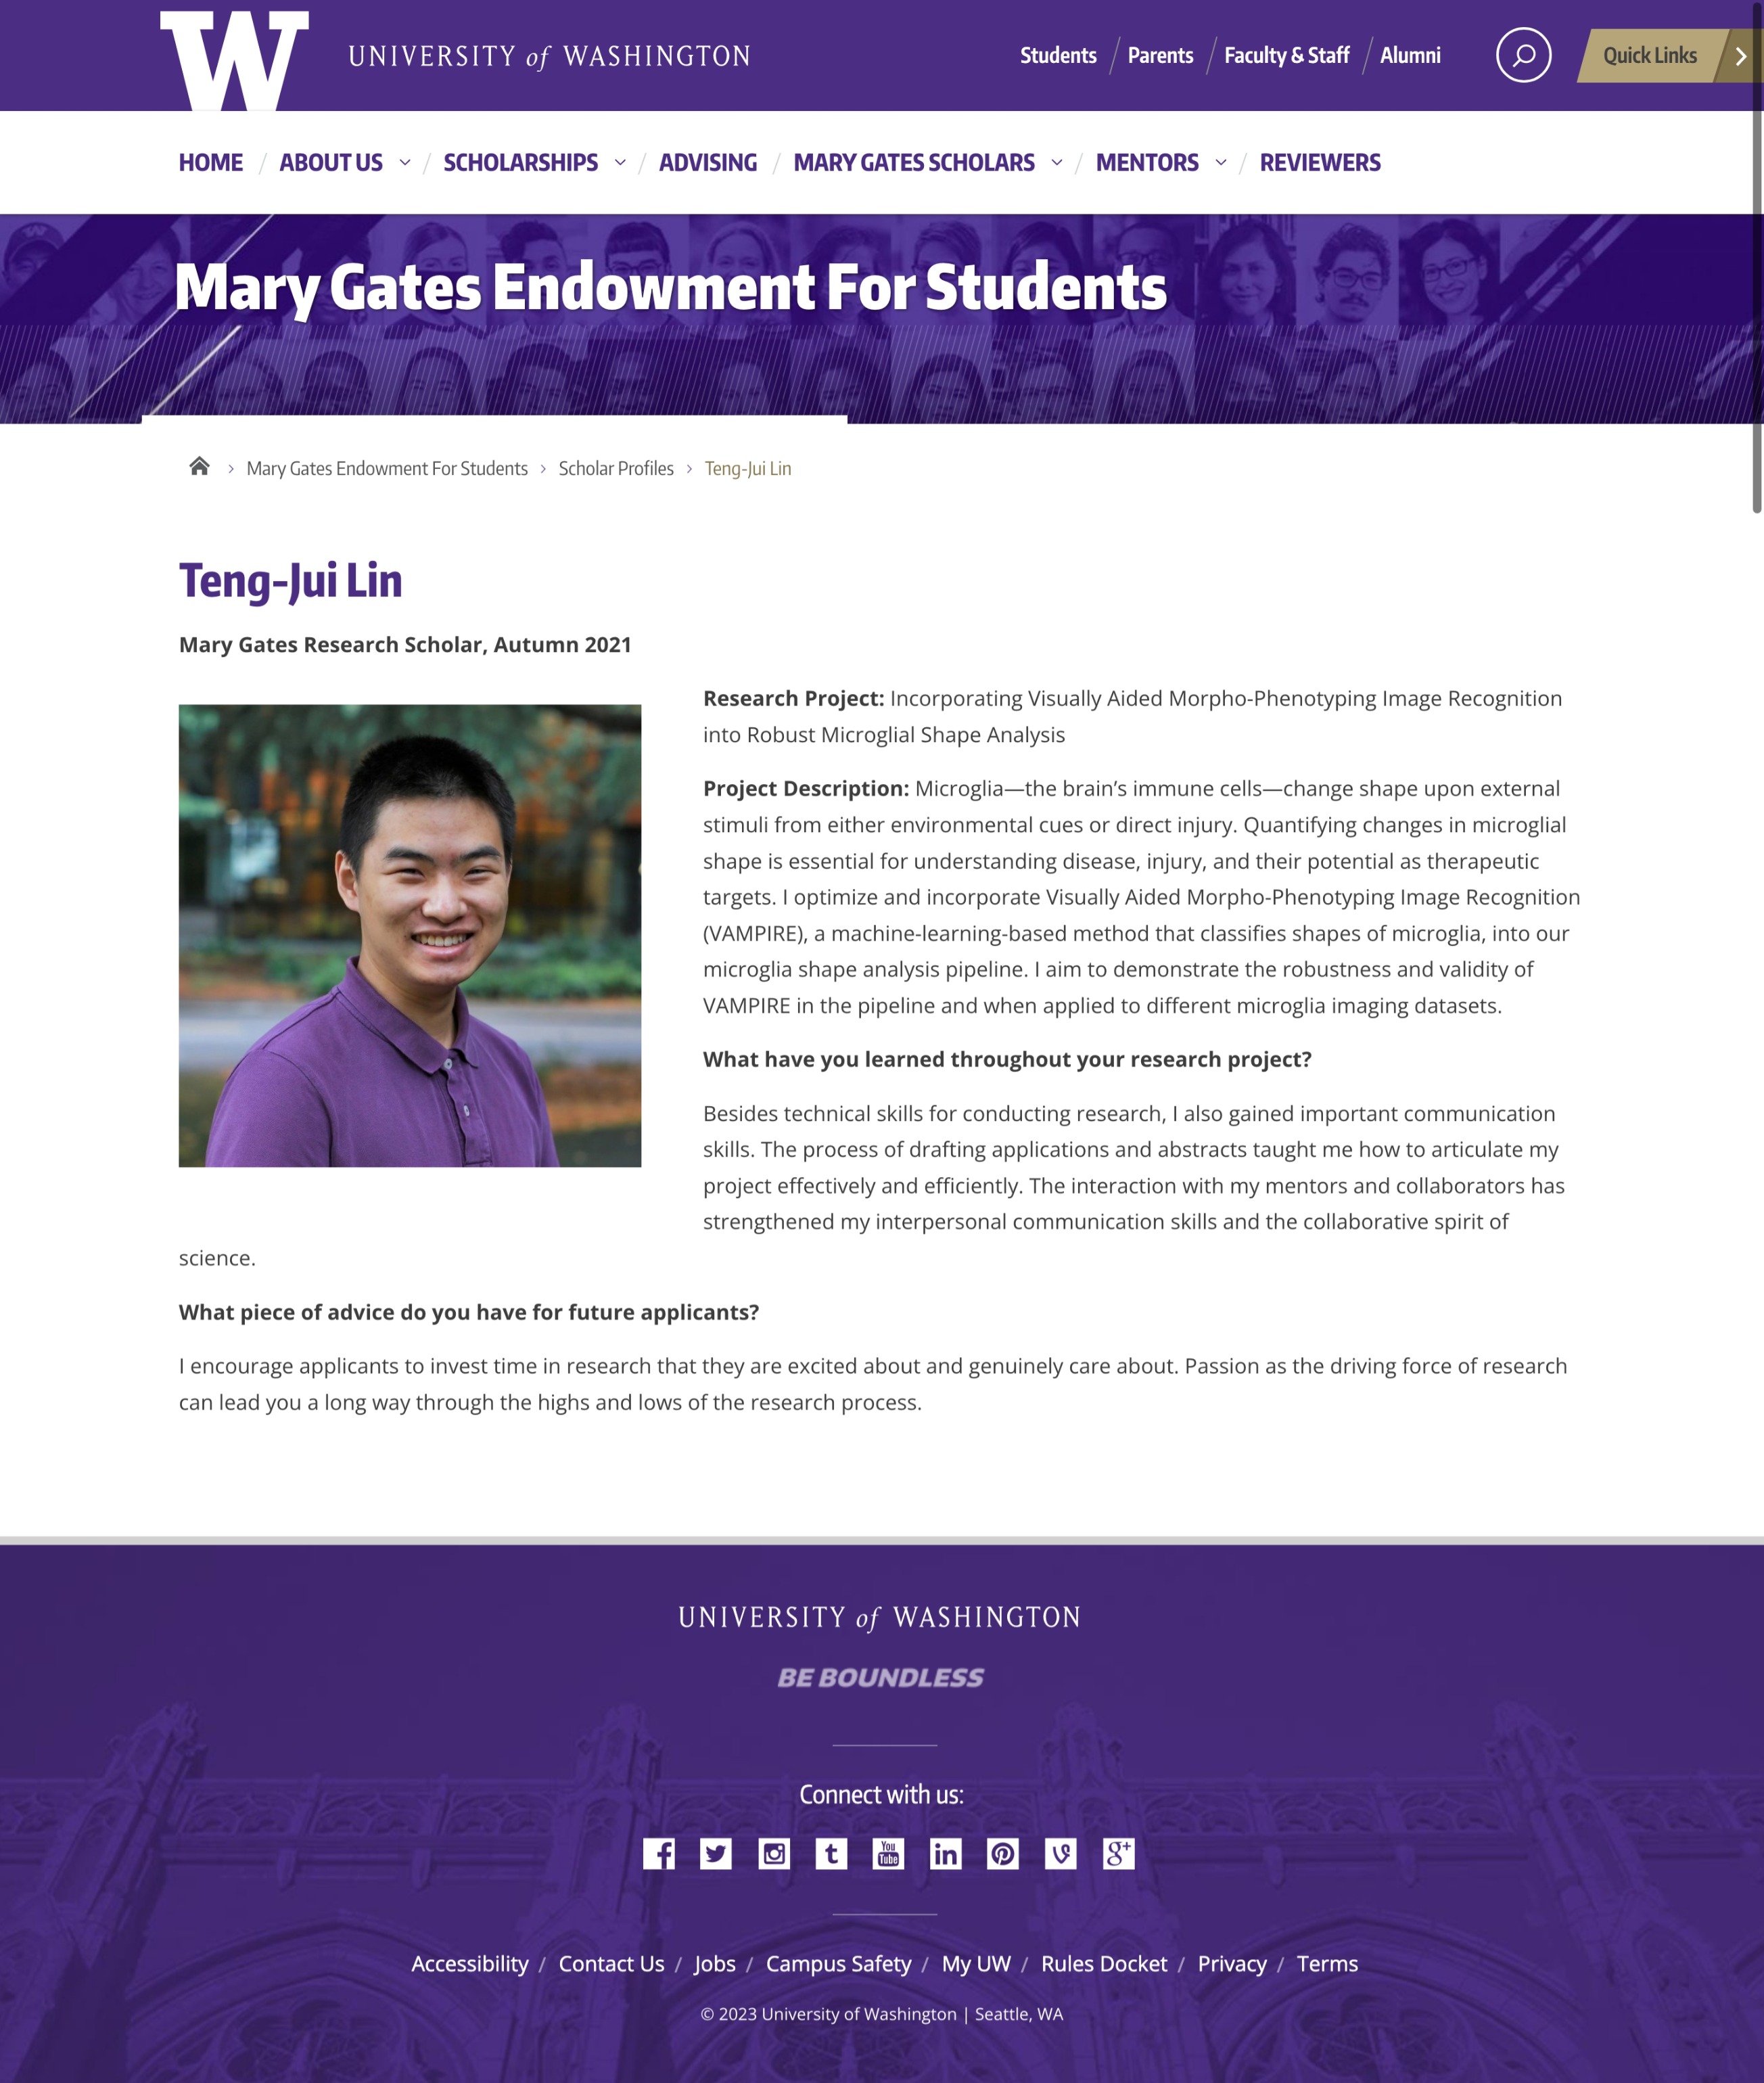 W
UNIVERSITY of WASHINGTON
Students
Parents
Faculty & Staff
Alumni
Quick Links
HOME / ABOUT US / SCHOLARSHIPS / ADVISING / MARY GATES SCHOLARS / MENTORS / REVIEWERS
Mary Gates Endowment For Students
Mary Gates Endowment For Students › Scholar Profiles › Teng-Jui Lin
Teng-Jui Lin
Mary Gates Research Scholar, Autumn 2021
Research Project: Incorporating Visually Aided Morpho-Phenotyping Image Recognition
into Robust Microglial Shape Analysis
Project Description: Microglia—the brain’s immune cells—change shape upon external
stimuli from either environmental cues or direct injury. Quantifying changes in microglial
shape is essential for understanding disease, injury, and their potential as therapeutic
targets. I optimize and incorporate Visually Aided Morpho-Phenotyping Image Recognition
(VAMPIRE), a machine-learning-based method that classifies shapes of microglia, into our
microglia shape analysis pipeline. I aim to demonstrate the robustness and validity of
VAMPIRE in the pipeline and when applied to different microglia imaging datasets.
What have you learned throughout your research project?
Besides technical skills for conducting research, I also gained important communication
skills. The process of drafting applications and abstracts taught me how to articulate my
project effectively and efficiently. The interaction with my mentors and collaborators has
strengthened my interpersonal communication skills and the collaborative spirit of
science.
What piece of advice do you have for future applicants?
I encourage applicants to invest time in research that they are excited about and genuinely care about. Passion as the driving force of research
can lead you a long way through the highs and lows of the research process.
UNIVERSITY of WASHINGTON
BE BOUNDLESS
Connect with us:
f t You Tube in g+
Accessibility / Contact Us / Jobs / Campus Safety / My UW / Rules Docket / Privacy / Terms
© 2023 University of Washington | Seattle, WA